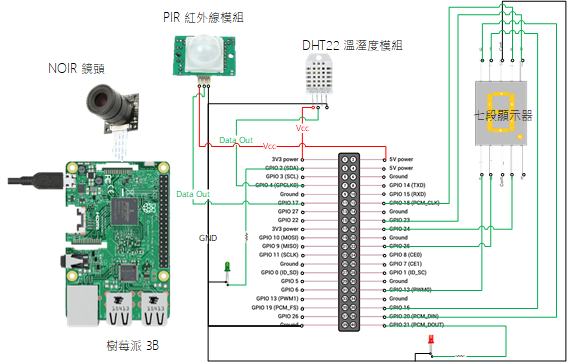 PIR 紅外線模組
DHT22 溫溼度模組
NOIR 鏡頭
七段顯示器
Vcc
Data Out
Vcc
3V3 power
5V power
GPIO 2 (SDA)
5V power
GPIO 3 (SCL)
Ground
GPIO 4 (GPCLK0)
GPIO 14 (TXD)
Data Out
Ground
GPIO 15 (RXD)
GPIO 17
GPIO 18 (PCM_CLK)
GPIO 27
Ground
GPIO 22
GPIO 23
GND
3V3 power
GPIO 24
GPIO 10 (MOSI)
Ground
GPIO 9 (MISO)
GPIO 25
GPIO 11 (SCLK)
GPIO 8 (CE0)
Ground
GPIO 7 (CE1)
GPIO 0 (ID_SD)
GPIO 1 (ID_SC)
GPIO 5
Ground
GPIO 6
GPIO 12 (PWM0)
GPIO 13 (PWM1)
Ground
GPIO 19 (PCM_FS)
GPIO 16
GPIO 26
GPIO 20 (PCM_DIN)
Ground
GPIO 21 (PCM_DOUT)
樹莓派 3B